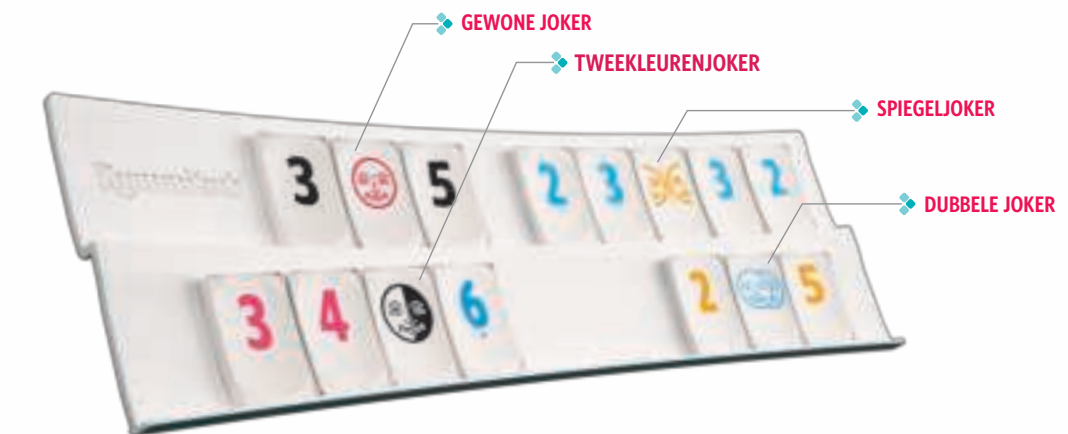 GEWONE JOKER
TWEEKLEURENJOKER
SPIEGELJOKER
DUBBELE JOKER
3 5 2 3 3 2
3 4 6 2 5